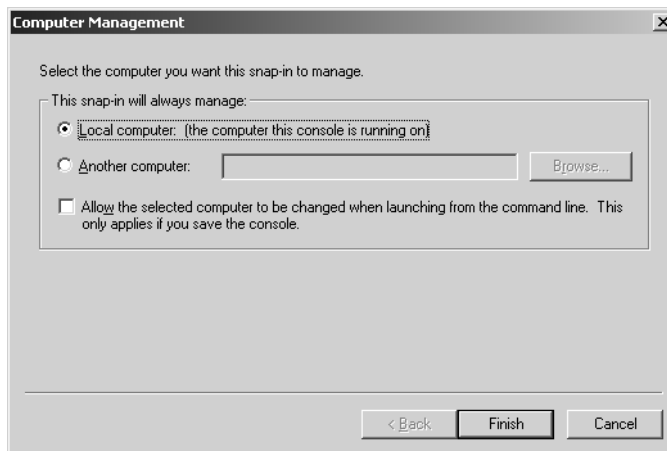 Computer Management
Select the computer you want this snap-in to manage.
This snap-in will always manage:
Local computer: (the computer this console is running on)
Another computer:
Browse...
Allow the selected computer to be changed when launching from the command line. This
only applies if you save the console.
< Back
Finish
Cancel